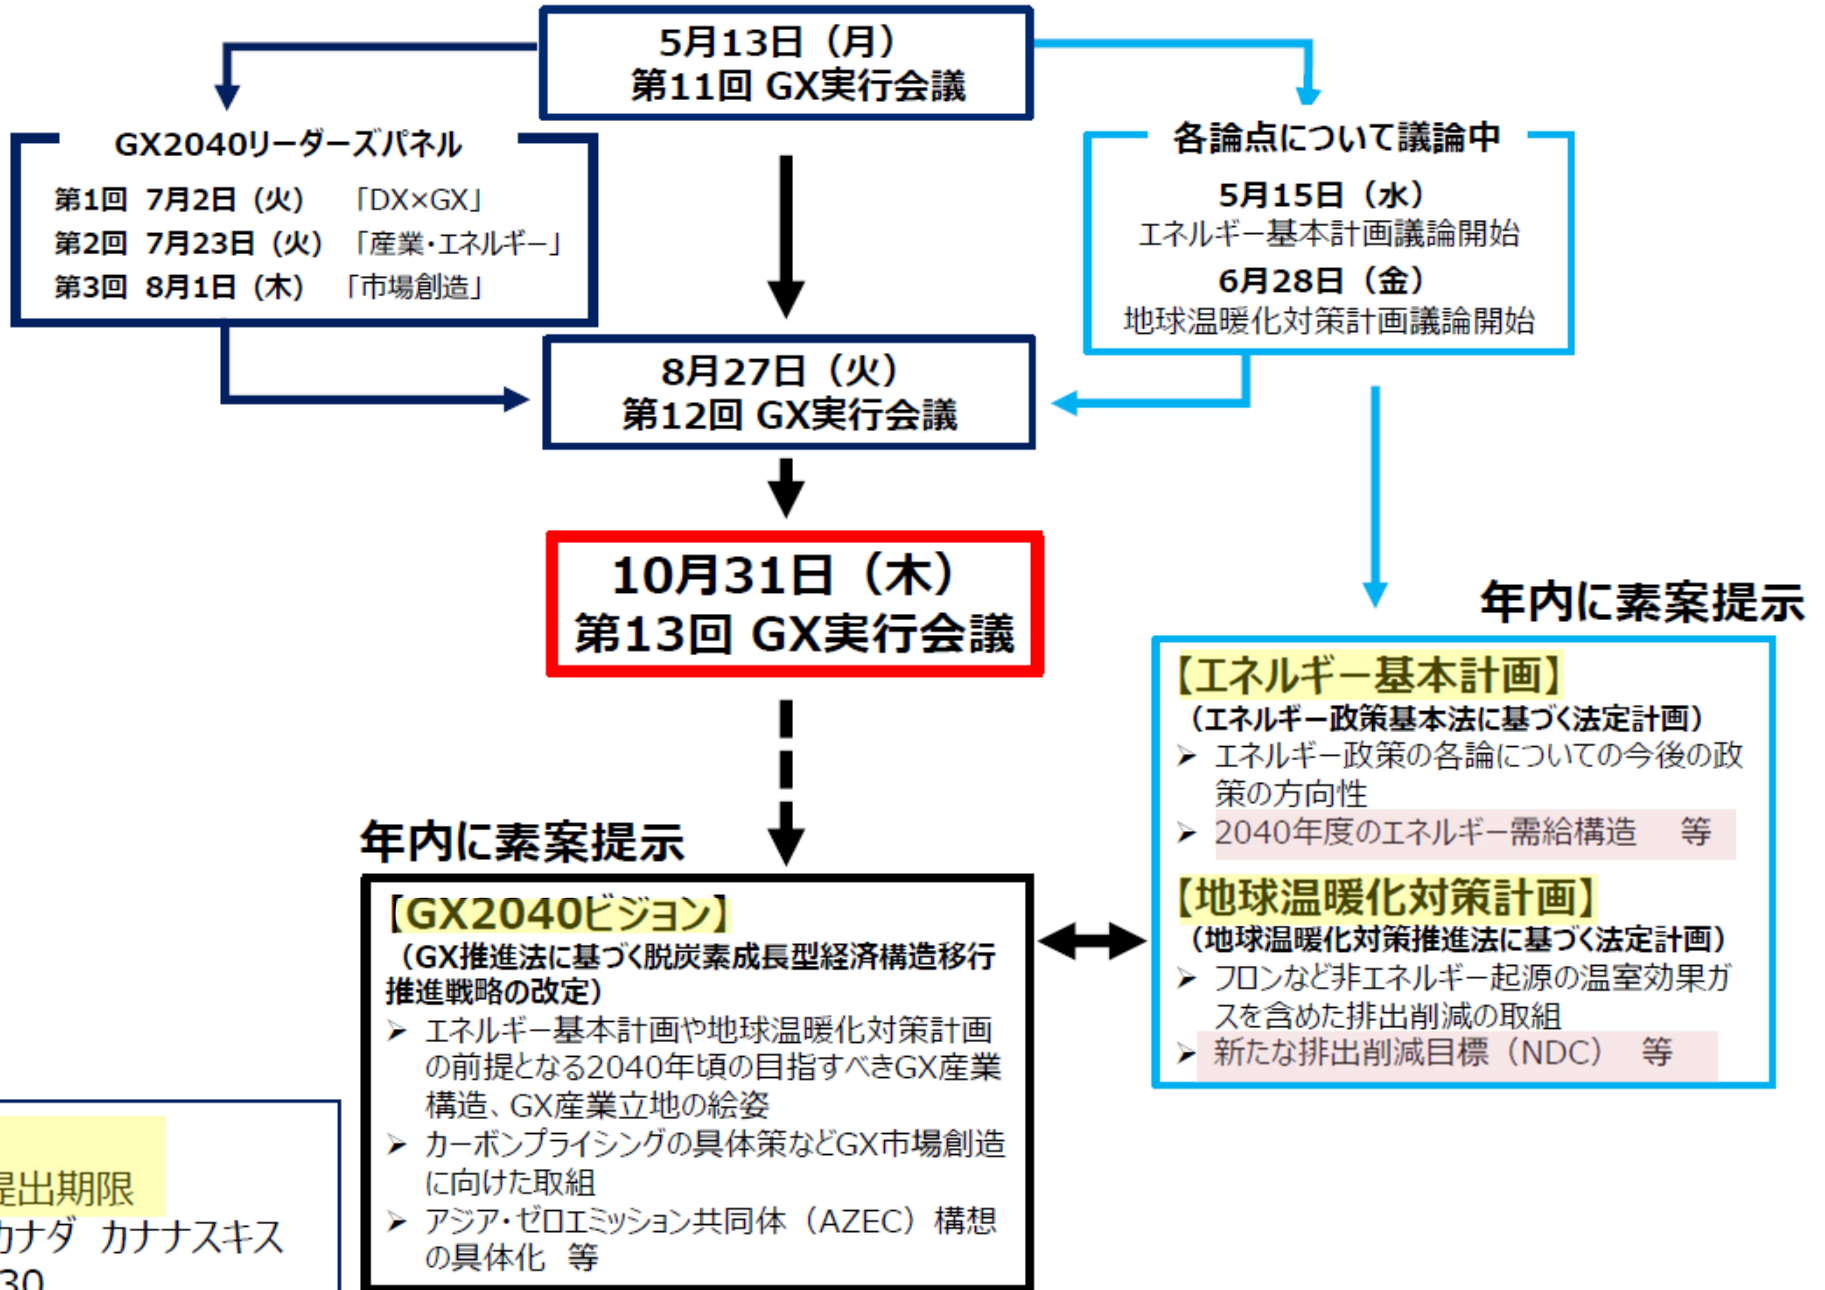 5月13日（月）
第11回 GX実行会議
GX2040リーダーズパネル
第1回 7月2日（火） 「DX×GX」
第2回 7月23日（火） 「産業・エネルギー」
第3回 8月1日（木） 「市場創造」
各論点について議論中
5月15日（水）
エネルギー基本計画議論開始
6月28日（金）
地球温暖化対策計画議論開始
8月27日（火）
第12回 GX実行会議
10月31日（木）
第13回 GX実行会議
年内に素案提示
【エネルギー基本計画】
（エネルギー政策基本法に基づく法定計画）
➢ エネルギー政策の各論についての今後の政
策の方向性
➢ 2040年度のエネルギー需給構造 等
【地球温暖化対策計画】
（地球温暖化対策推進法に基づく法定計画）
➢ フロンなど非エネルギー起源の温室効果ガ
スを含めた排出削減の取組
➢ 新たな排出削減目標（NDC） 等
年内に素案提示
【GX2040ビジョン】
（GX推進法に基づく脱炭素成長型経済構造移行
推進戦略の改定）
➢ エネルギー基本計画や地球温暖化対策計画
の前提となる2040年頃の目指すべきGX産業
構造、GX産業立地の絵姿
➢ カーボンプライシングの具体策などGX市場創造
に向けた取組
➢ アジア・ゼロエミッション共同体（AZEC）構想
の具体化 等
提出期限
カナダ カナナスキス
30